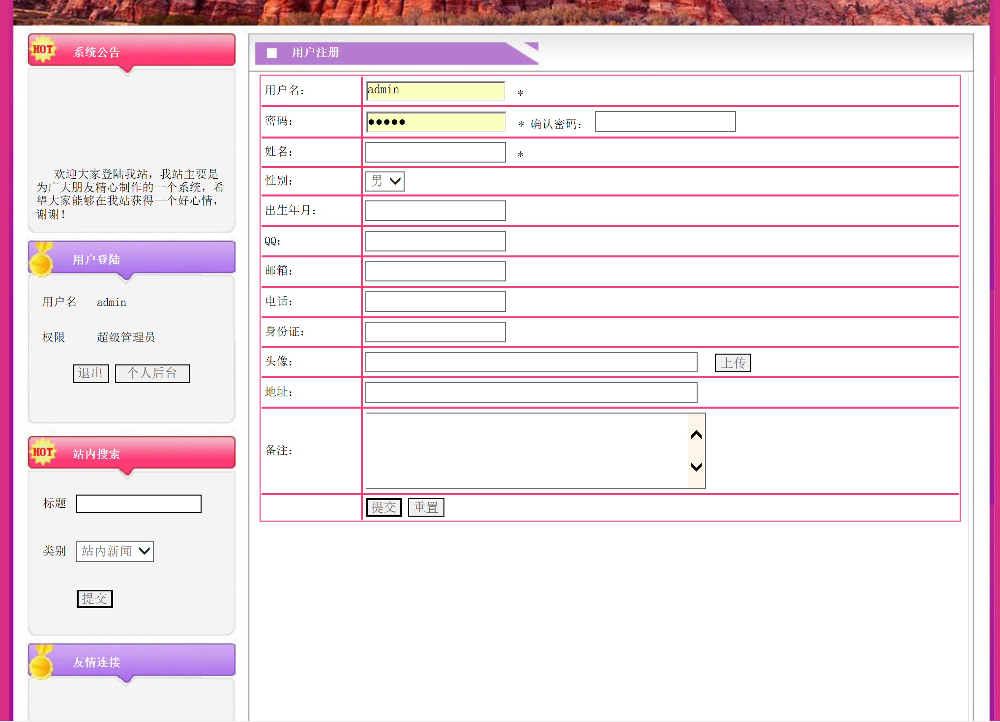 HOT 系统公告
欢迎大家登陆我站，我站主要是
为广大朋友精心制作的一个系统，希
望大家能够在我站获得一个好心情，
谢谢！
用户登陆
用户名 admin
权限 超级管理员
退出 个人后台
HOT 站内搜索
标题
类别 站内新闻
提交
友情连接
用户注册
用户名： admin *
密码： ●●●●● * 确认密码：
姓名： *
性别： 男
出生年月：
QQ：
邮箱：
电话：
身份证：
头像： 上传
地址：
备注：
提交 重置